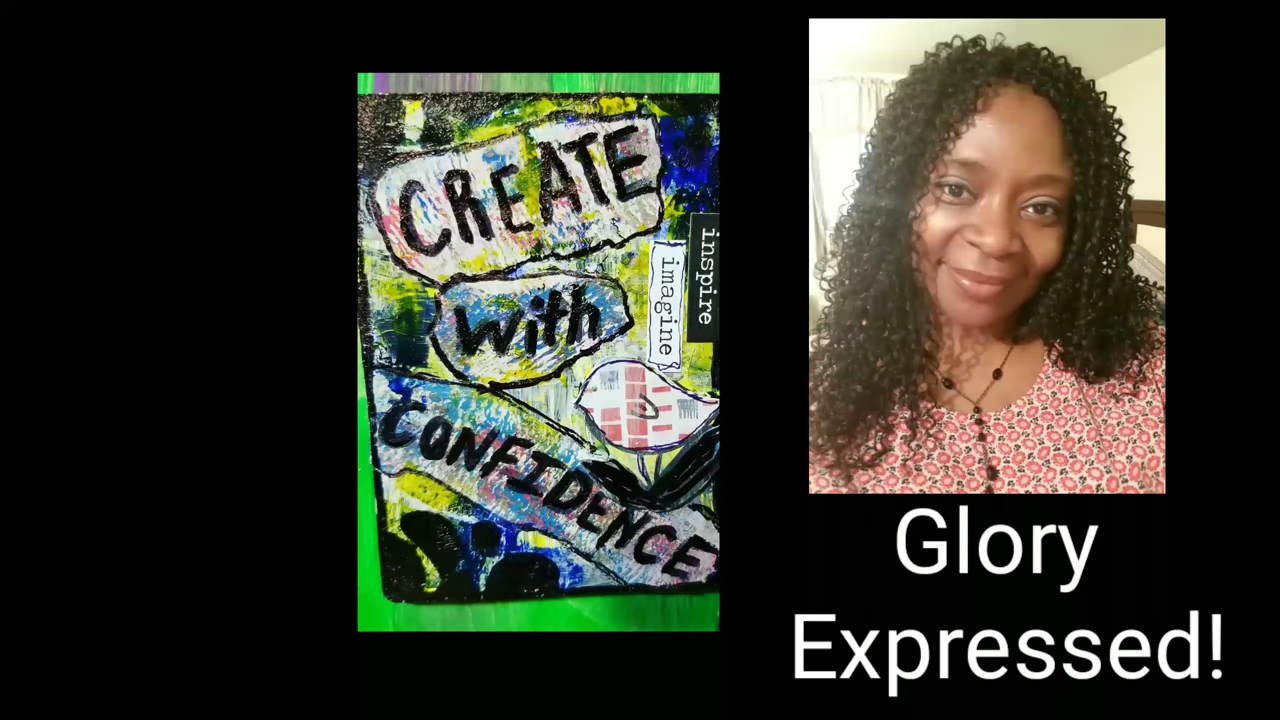 CREATE
with
CONFIDENCE
inspire
imagine
Glory
Expressed!